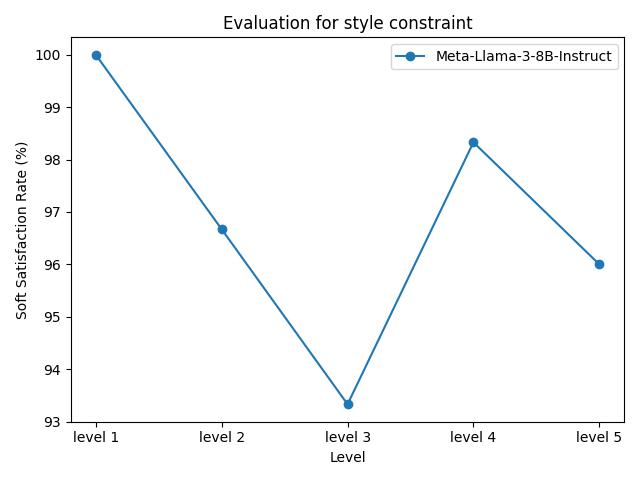 Evaluation for style constraint
Meta-Llama-3-8B-Instruct
Soft Satisfaction Rate (%)
100
99
98
97
96
95
94
93
level 1
level 2
level 3
level 4
level 5
Level